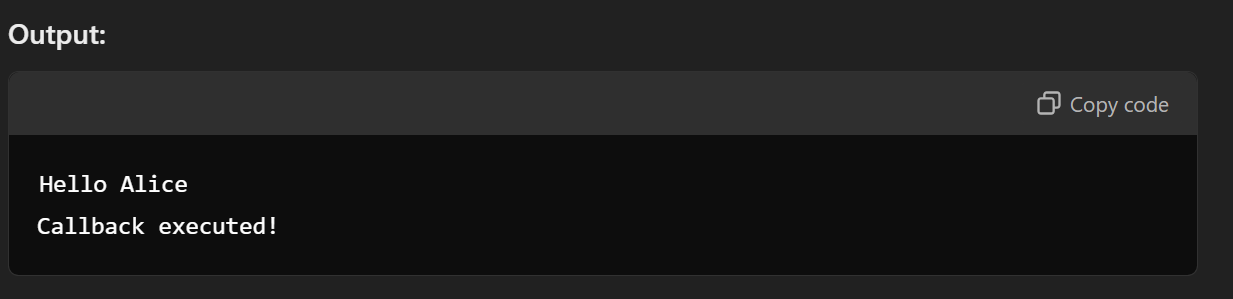 Output:
Copy code
Hello Alice
Callback executed!